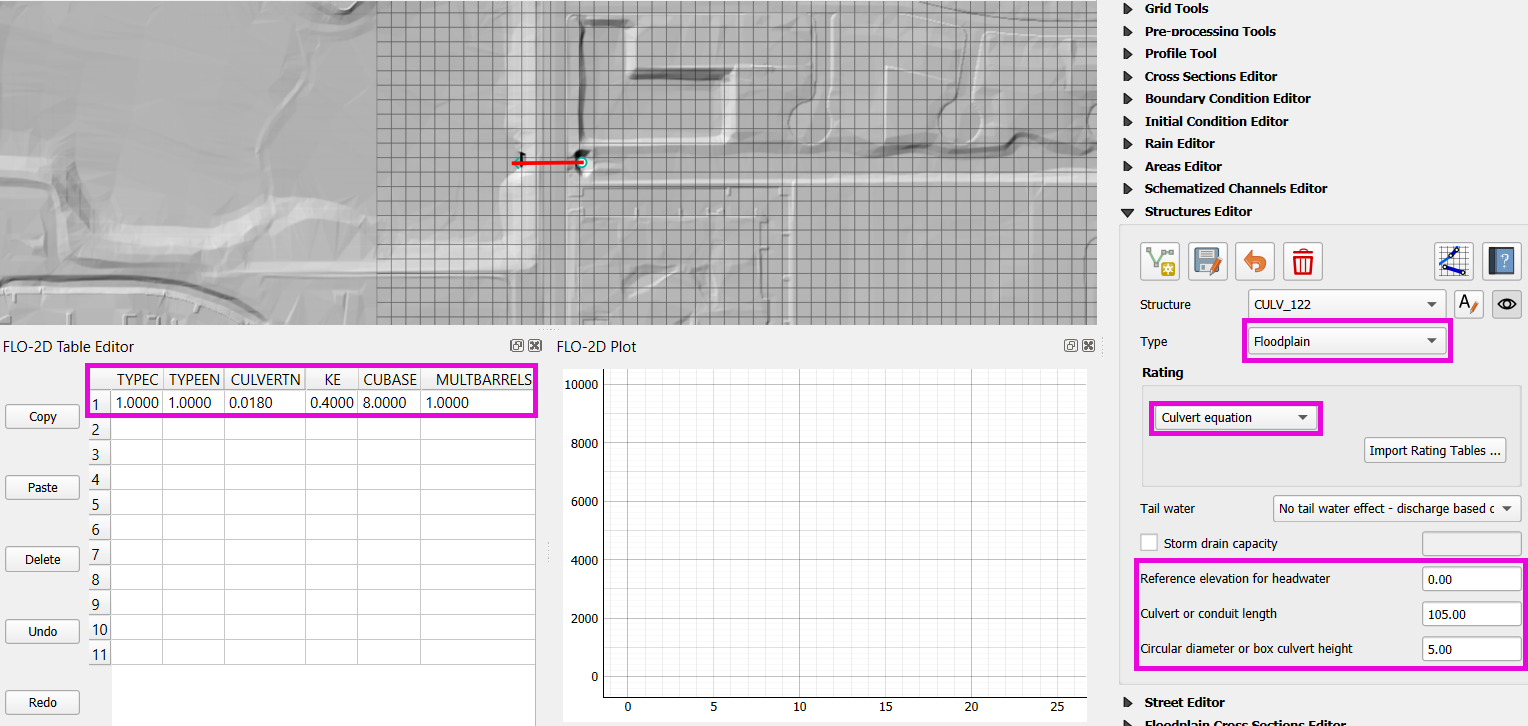 Grid Tools
Pre-processing Tools
Profile Tool
Cross Sections Editor
Boundary Condition Editor
Initial Condition Editor
Rain Editor
Areas Editor
Schematized Channels Editor
Structures Editor
?
Structure CULV_122 A
Type Floodplain
Rating
Culvert equation
Import Rating Tables ...
Tail water No tail water effect - discharge based c
Storm drain capacity
Reference elevation for headwater 0.00
Culvert or conduit length 105.00
Circular diameter or box culvert height 5.00
Street Editor
Floodplain Cross Sections Editor
FLO-2D Table Editor
Copy
Paste
Delete
Undo
Redo
TYPEC TYPEEN CULVERTN KE CUBASE MULTBARRELS
1 1.0000 1.0000 0.0180 0.4000 8.0000 1.0000
2
3
4
5
6
7
8
9
10
11
FLO-2D Plot
10000
8000
6000
4000
2000
0
0 5 10 15 20 25